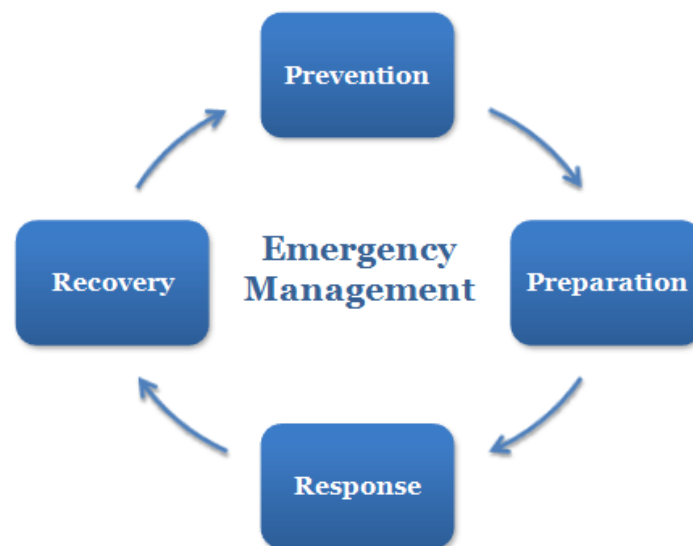 Prevention
Recovery
Emergency
Management
Preparation
Response